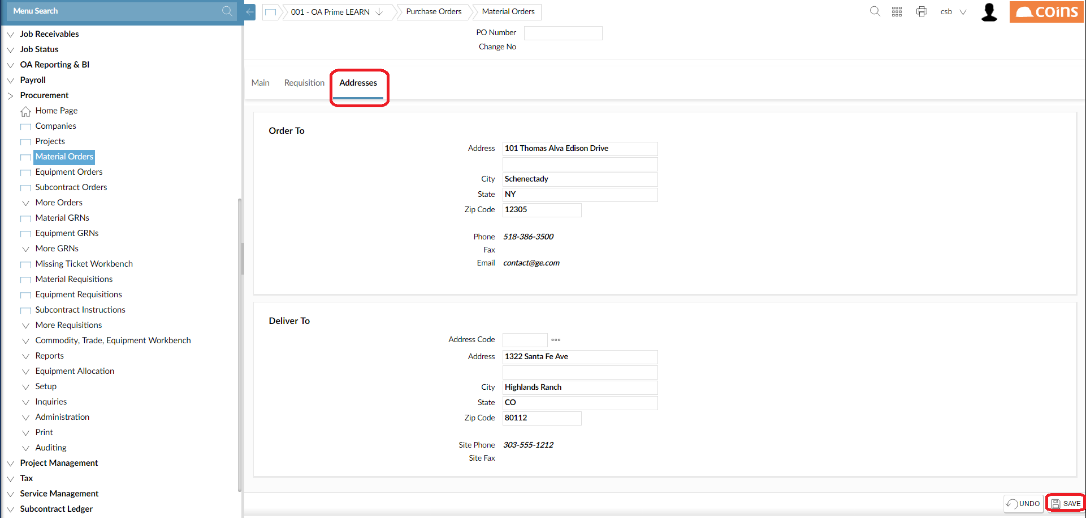 Menu Search
001 - OA Prime LEARN
Purchase Orders
Material Orders
csb
COINS
Job Receivables
Job Status
OA Reporting & BI
Payroll
Procurement
Home Page
Companies
Projects
Material Orders
Equipment Orders
Subcontract Orders
More Orders
Material GRNs
Equipment GRNs
More GRNs
Missing Ticket Workbench
Material Requisitions
Equipment Requisitions
Subcontract Instructions
More Requisitions
Commodity, Trade, Equipment Workbench
Reports
Equipment Allocation
Setup
Inquiries
Administration
Print
Auditing
Project Management
Tax
Service Management
Subcontract Ledger
PO Number
Change No
Main Requisition Addresses
Order To
Address 101 Thomas Alva Edison Drive
City Schenectady
State NY
Zip Code 12305
Phone 518-386-3500
Fax
Email contact@ge.com
Deliver To
Address Code
Address 1322 Santa Fe Ave
City Highlands Ranch
State CO
Zip Code 80112
Site Phone 303-555-1212
Site Fax
UNDO SAVE